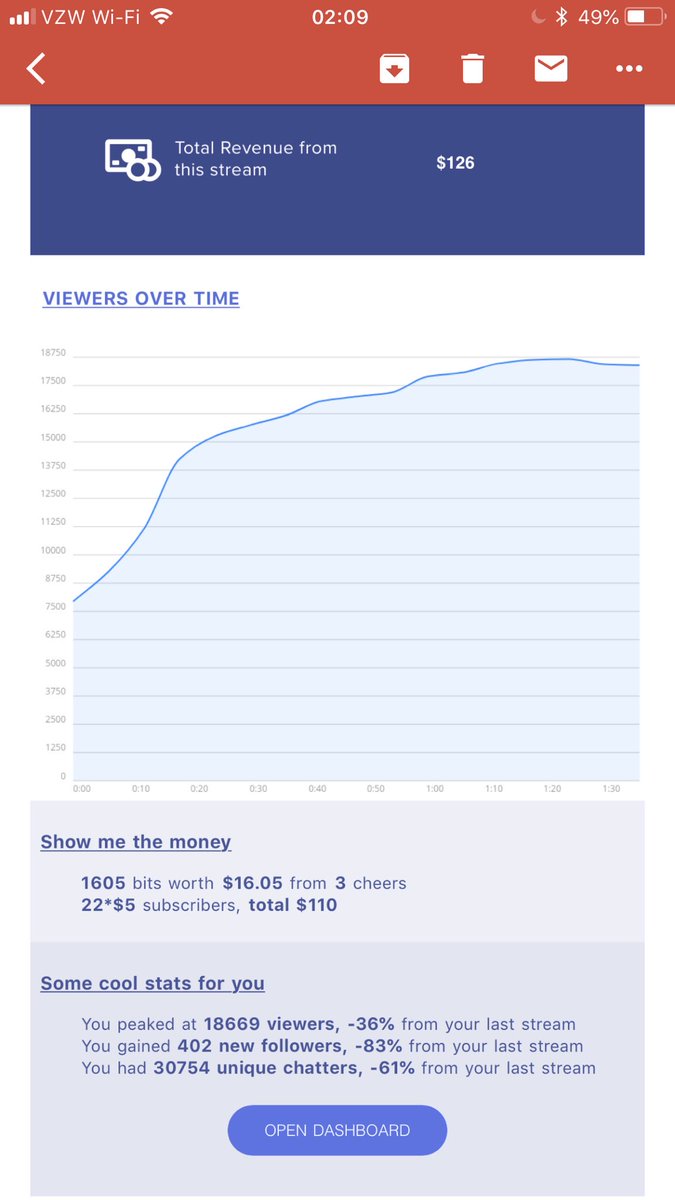 VZW Wi-Fi 02:09 49%
Total Revenue from
this stream
$126
VIEWERS OVER TIME
18750
17500
16250
15000
13750
12500
11250
10000
8750
7500
6250
5000
3750
2500
1250
0
0:00 0:10 0:20 0:30 0:40 0:50 1:00 1:10 1:20 1:30
Show me the money
1605 bits worth $16.05 from 3 cheers
22*$5 subscribers, total $110
Some cool stats for you
You peaked at 18669 viewers, -36% from your last stream
You gained 402 new followers, -83% from your last stream
You had 30754 unique chatters, -61% from your last stream
OPEN DASHBOARD